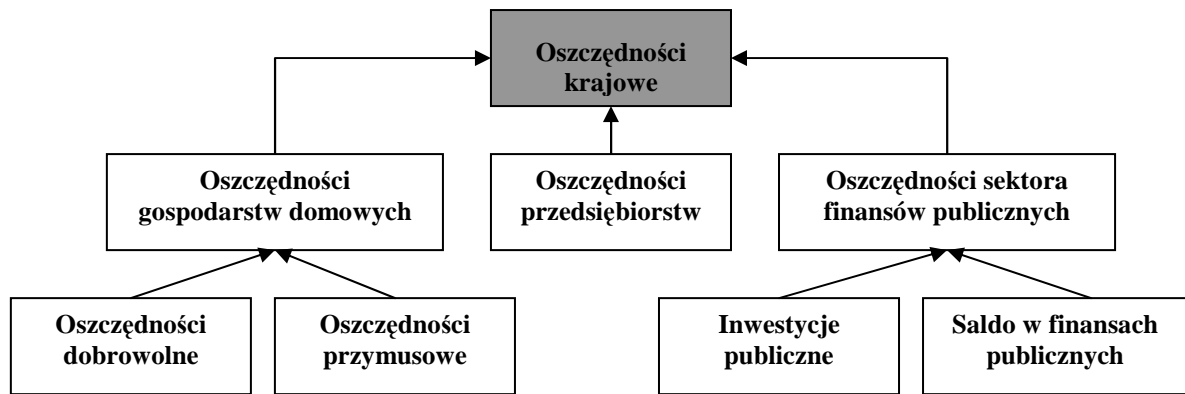 Oszczędności
krajowe
Oszczędności
gospodarstw domowych
Oszczędności
przedsiębiorstw
Oszczędności sektora
finansów publicznych
Oszczędności
dobrowolne
Oszczędności
przymusowe
Inwestycje
publiczne
Saldo w finansach
publicznych